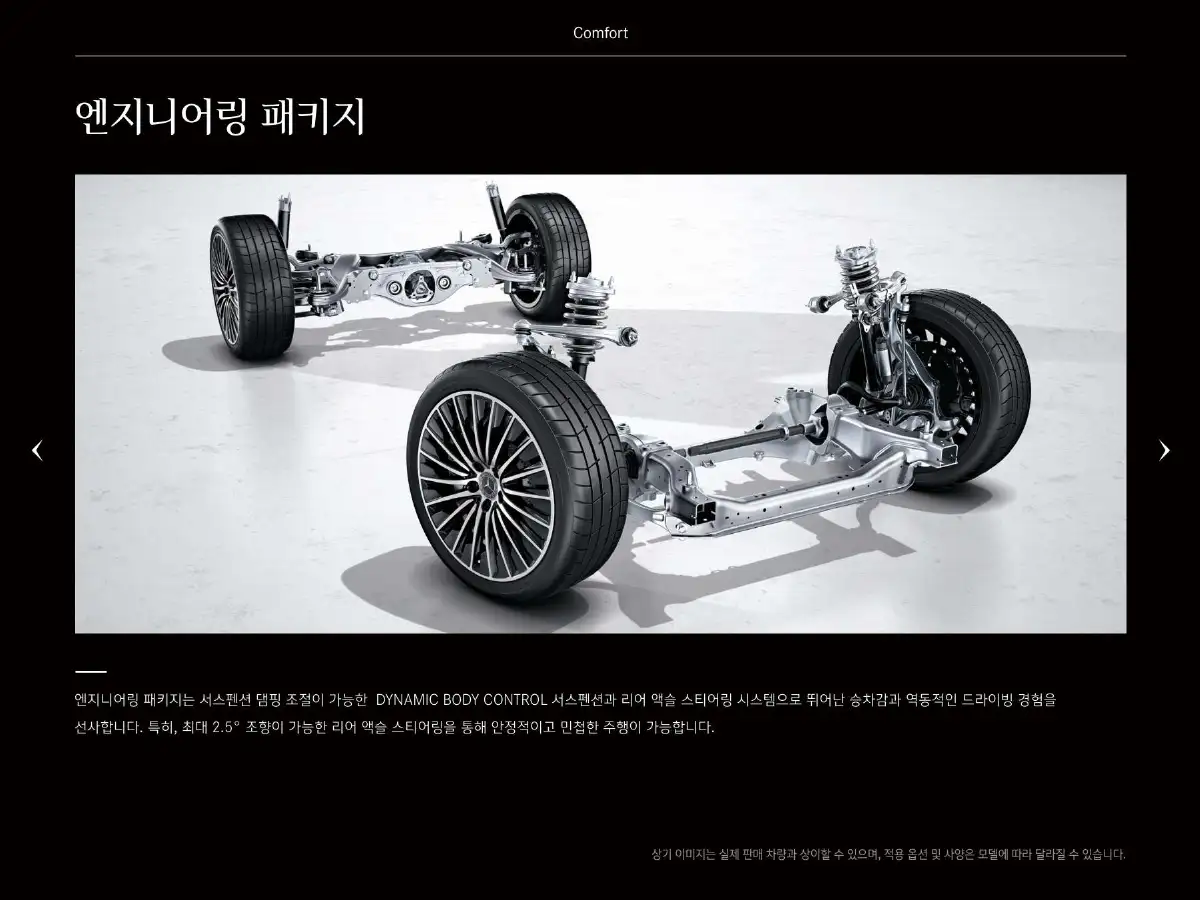 Comfort
엔지니어링 패키지
엔지니어링 패키지는 서스펜션 댐핑 조절이 가능한 DYNAMIC BODY CONTROL 서스펜션과 리어 액슬 스티어링 시스템으로 뛰어난 승차감과 역동적인 드라이빙 경험을
선사합니다. 특히, 최대 2.5° 조향이 가능한 리어 액슬 스티어링을 통해 안정적이고 민첩한 주행이 가능합니다.
상기 이미지는 실제 판매 차량과 상이할 수 있으며, 적용 옵션 및 사양은 모델에 따라 달라질 수 있습니다.